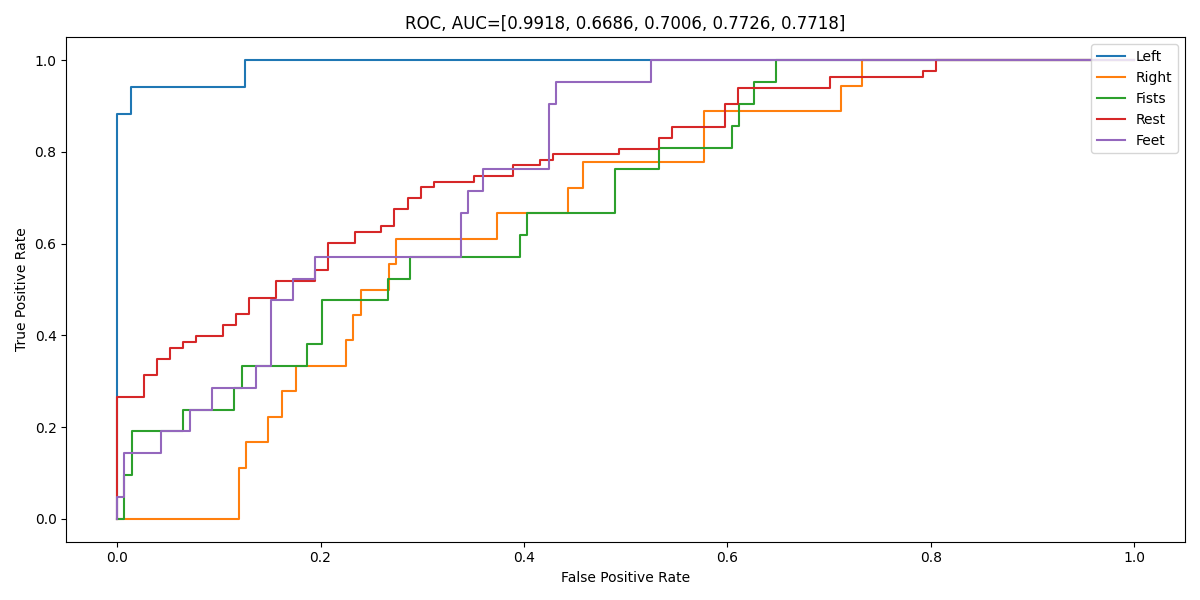 ROC, AUC=[0.9918, 0.6686, 0.7006, 0.7726, 0.7718]
Left
Right
Fists
Rest
Feet
True Positive Rate
1.0
0.8
0.6
0.4
0.2
0.0
0.0 0.2 0.4 0.6 0.8 1.0
False Positive Rate